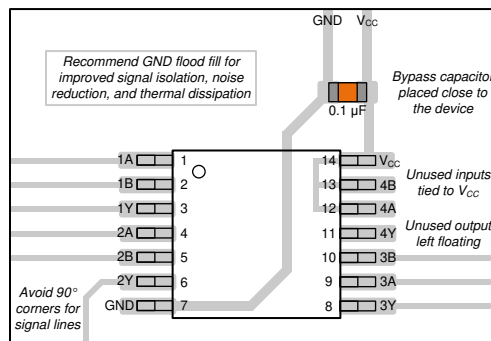 GND VCC
Recommend GND flood fill for
improved signal isolation, noise
reduction, and thermal dissipation
Bypass capacitor
placed close to
the device
0.1 µF
1A 1 14 VCC
1B 2 13 4B
1Y 3 12 4A
2A 4 11 4Y
2B 5 10 3B
2Y 6 9 3A
GND 7 8 3Y
Unused inputs
tied to VCC
Unused output
left floating
Avoid 90°
corners for
signal lines